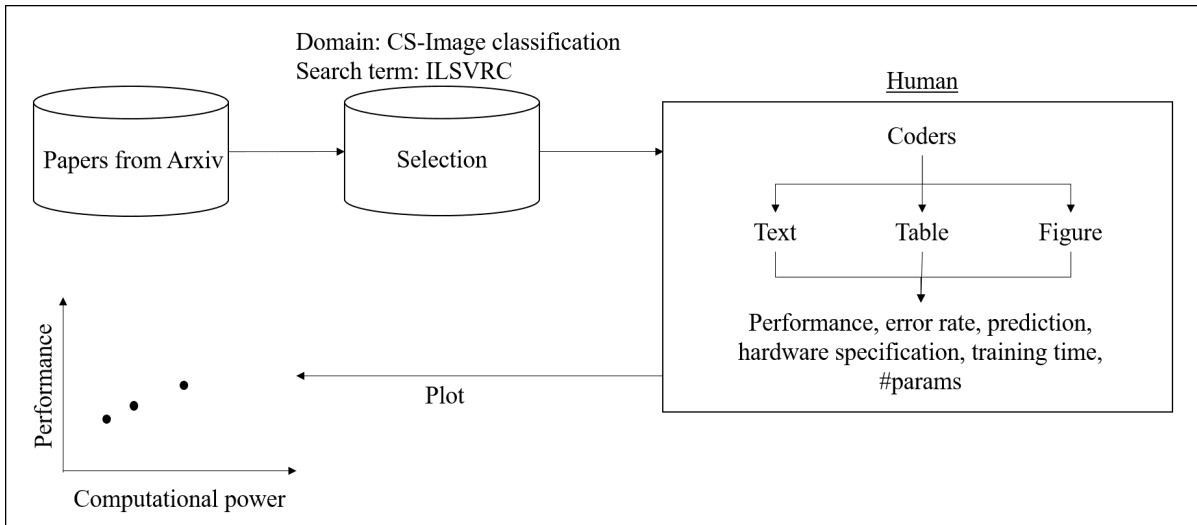 Domain: CS-Image classification
Search term: ILSVRC
Papers from Arxiv
Selection
Human
Coders
Text
Table
Figure
Performance, error rate, prediction,
hardware specification, training time,
#params
Plot
Performance
Computational power